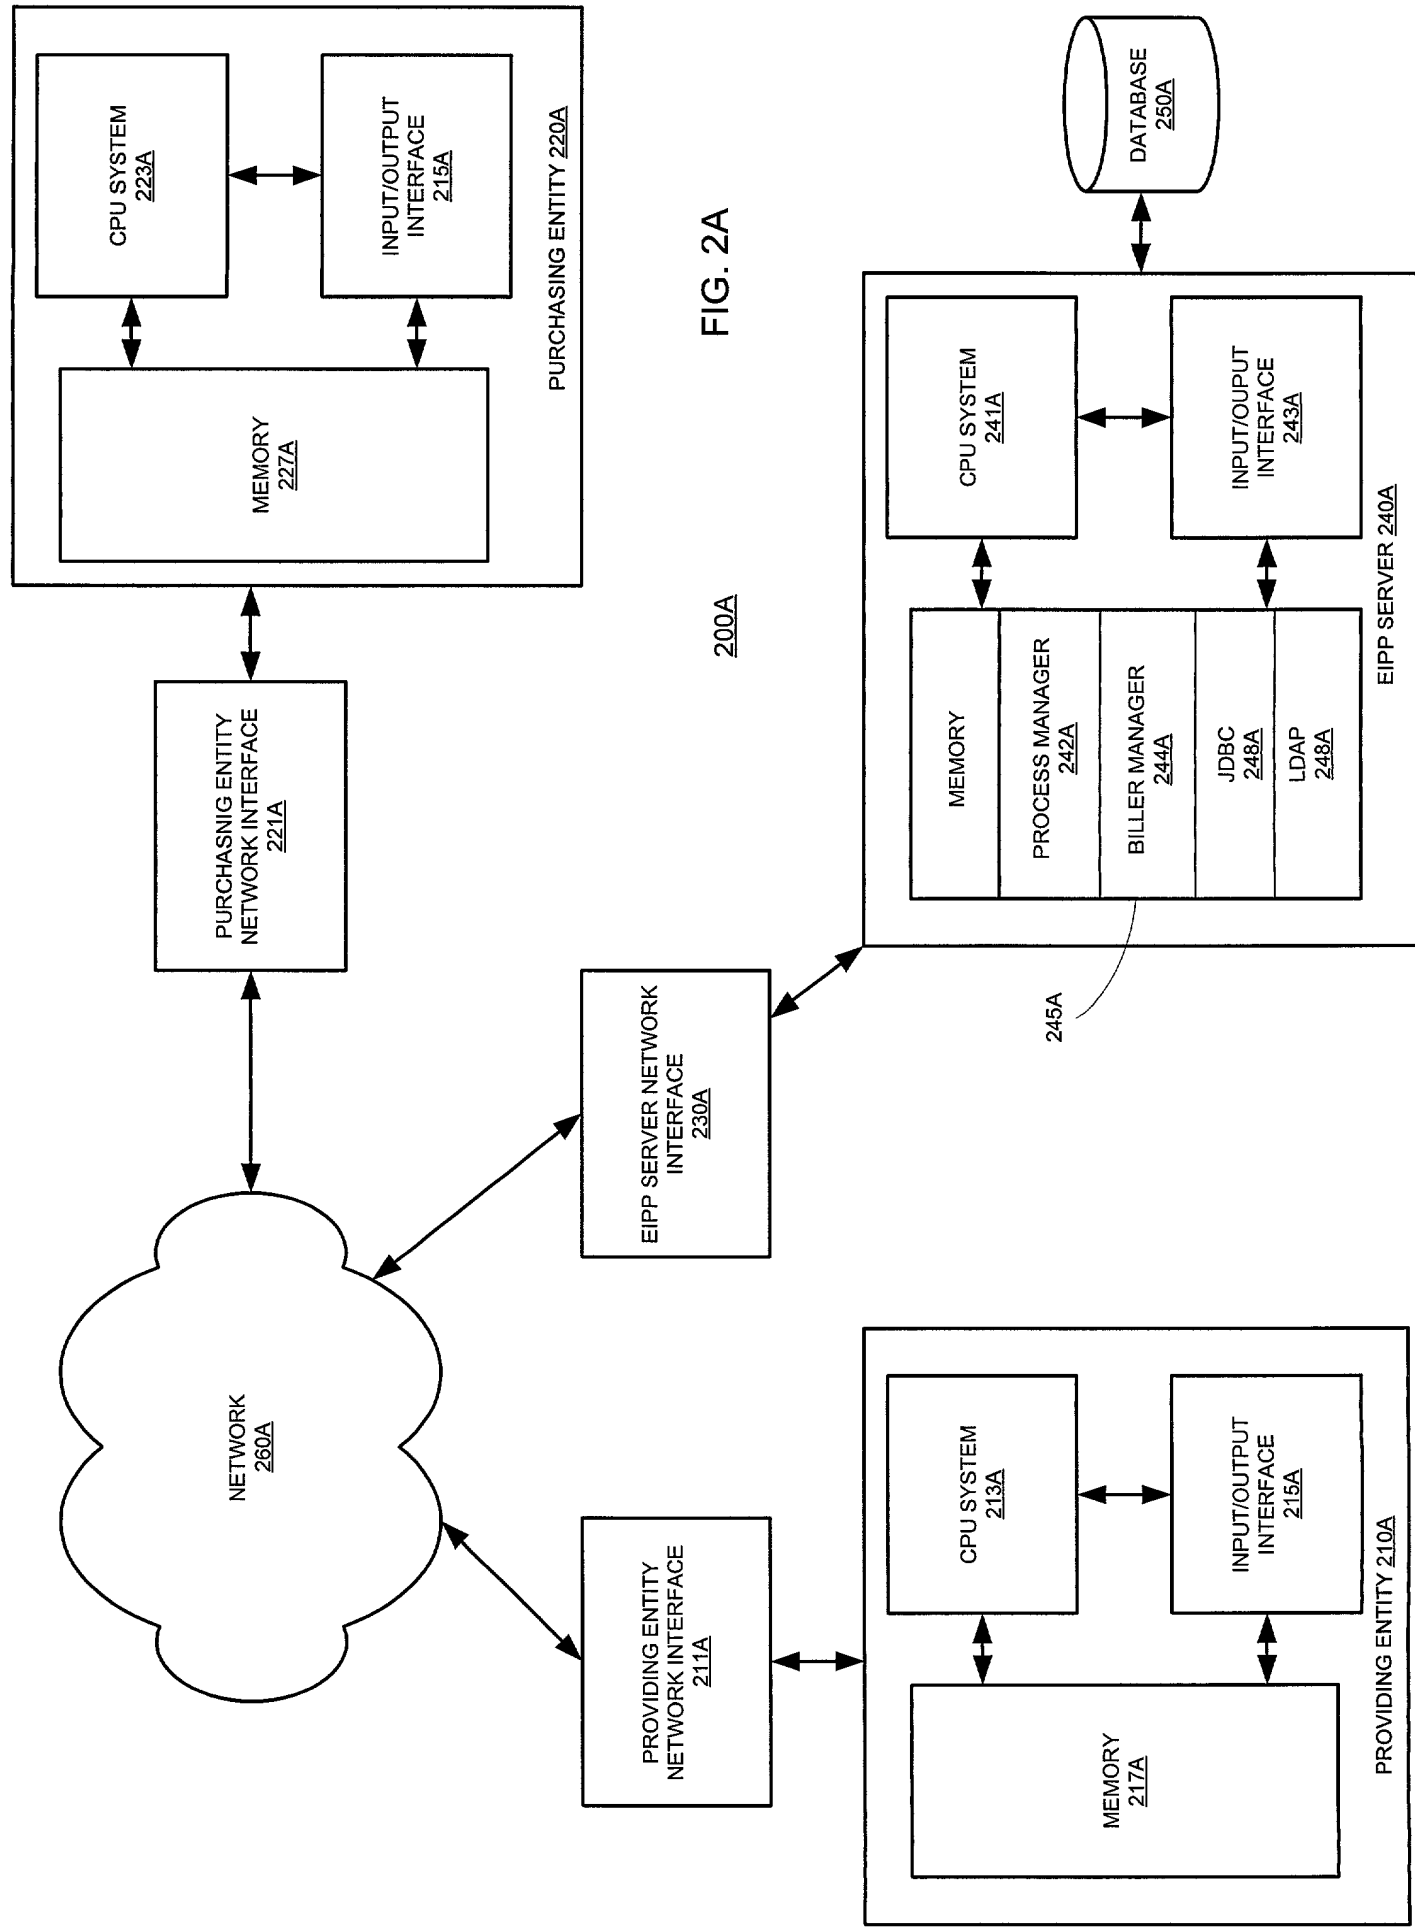 NETWORK
260A
PURCHASNIG ENTITY
NETWORK INTERFACE
221A
MEMORY
227A
CPU SYSTEM
223A
INPUT/OUTPUT
INTERFACE
215A
PURCHASING ENTITY 220A
PROVIDING ENTITY
NETWORK INTERFACE
211A
EIPP SERVER NETWORK
INTERFACE
230A
200A
FIG. 2A
MEMORY
217A
CPU SYSTEM
213A
INPUT/OUTPUT
INTERFACE
215A
PROVIDING ENTITY 210A
245A
MEMORY
PROCESS MANAGER
242A
BILLER MANAGER
244A
JDBC
248A
LDAP
248A
CPU SYSTEM
241A
INPUT/OUPUT
INTERFACE
243A
EIPP SERVER 240A
DATABASE
250A